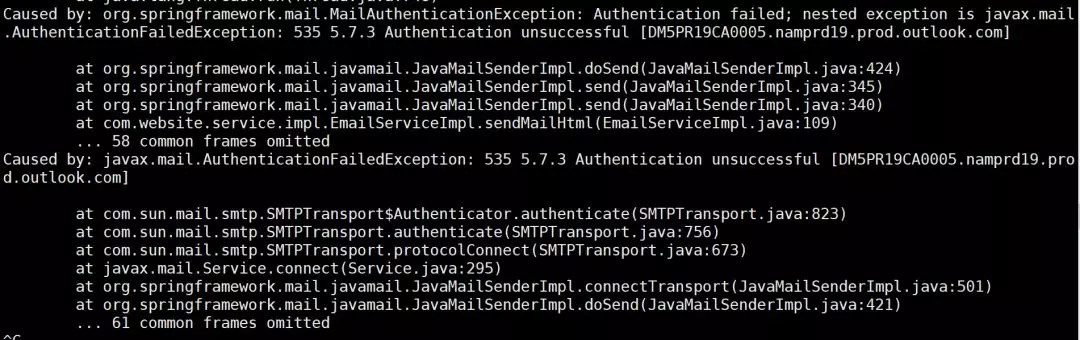 Caused by: org.springframework.mail.MailAuthenticationException: Authentication failed; nested exception is javax.mail
.AuthenticationFailedException: 535 5.7.3 Authentication unsuccessful [DM5PR19CA0005.namprd19.prod.outlook.com]
at org.springframework.mail.javamail.JavaMailSenderImpl.doSend(JavaMailSenderImpl.java:424)
at org.springframework.mail.javamail.JavaMailSenderImpl.send(JavaMailSenderImpl.java:345)
at org.springframework.mail.javamail.JavaMailSenderImpl.send(JavaMailSenderImpl.java:340)
at com.website.service.impl.EmailServiceImpl.sendMailHtml(EmailServiceImpl.java:109)
... 58 common frames omitted
Caused by: javax.mail.AuthenticationFailedException: 535 5.7.3 Authentication unsuccessful [DM5PR19CA0005.namprd19.pro
d.outlook.com]
at com.sun.mail.smtp.SMTPTransport$Authenticator.authenticate(SMTPTransport.java:823)
at com.sun.mail.smtp.SMTPTransport.authenticate(SMTPTransport.java:756)
at com.sun.mail.smtp.SMTPTransport.protocolConnect(SMTPTransport.java:673)
at javax.mail.Service.connect(Service.java:295)
at org.springframework.mail.javamail.JavaMailSenderImpl.connectTransport(JavaMailSenderImpl.java:501)
at org.springframework.mail.javamail.JavaMailSenderImpl.doSend(JavaMailSenderImpl.java:421)
... 61 common frames omitted